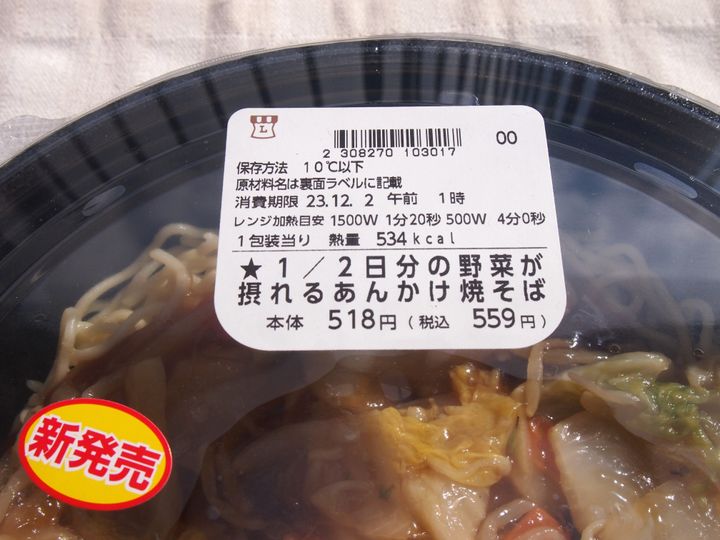 L
00
2 308270 103017
保存方法 10℃以下
原材料名は裏面ラベルに記載
消費期限 23.12. 2 午前 1時
レンジ加熱目安 1500W 1分20秒 500W 4分0秒
1包装当り 熱量 534kcal
★1/2日分の野菜が
摂れるあんかけ焼そば
本体 518円(税込 559円)
新発売